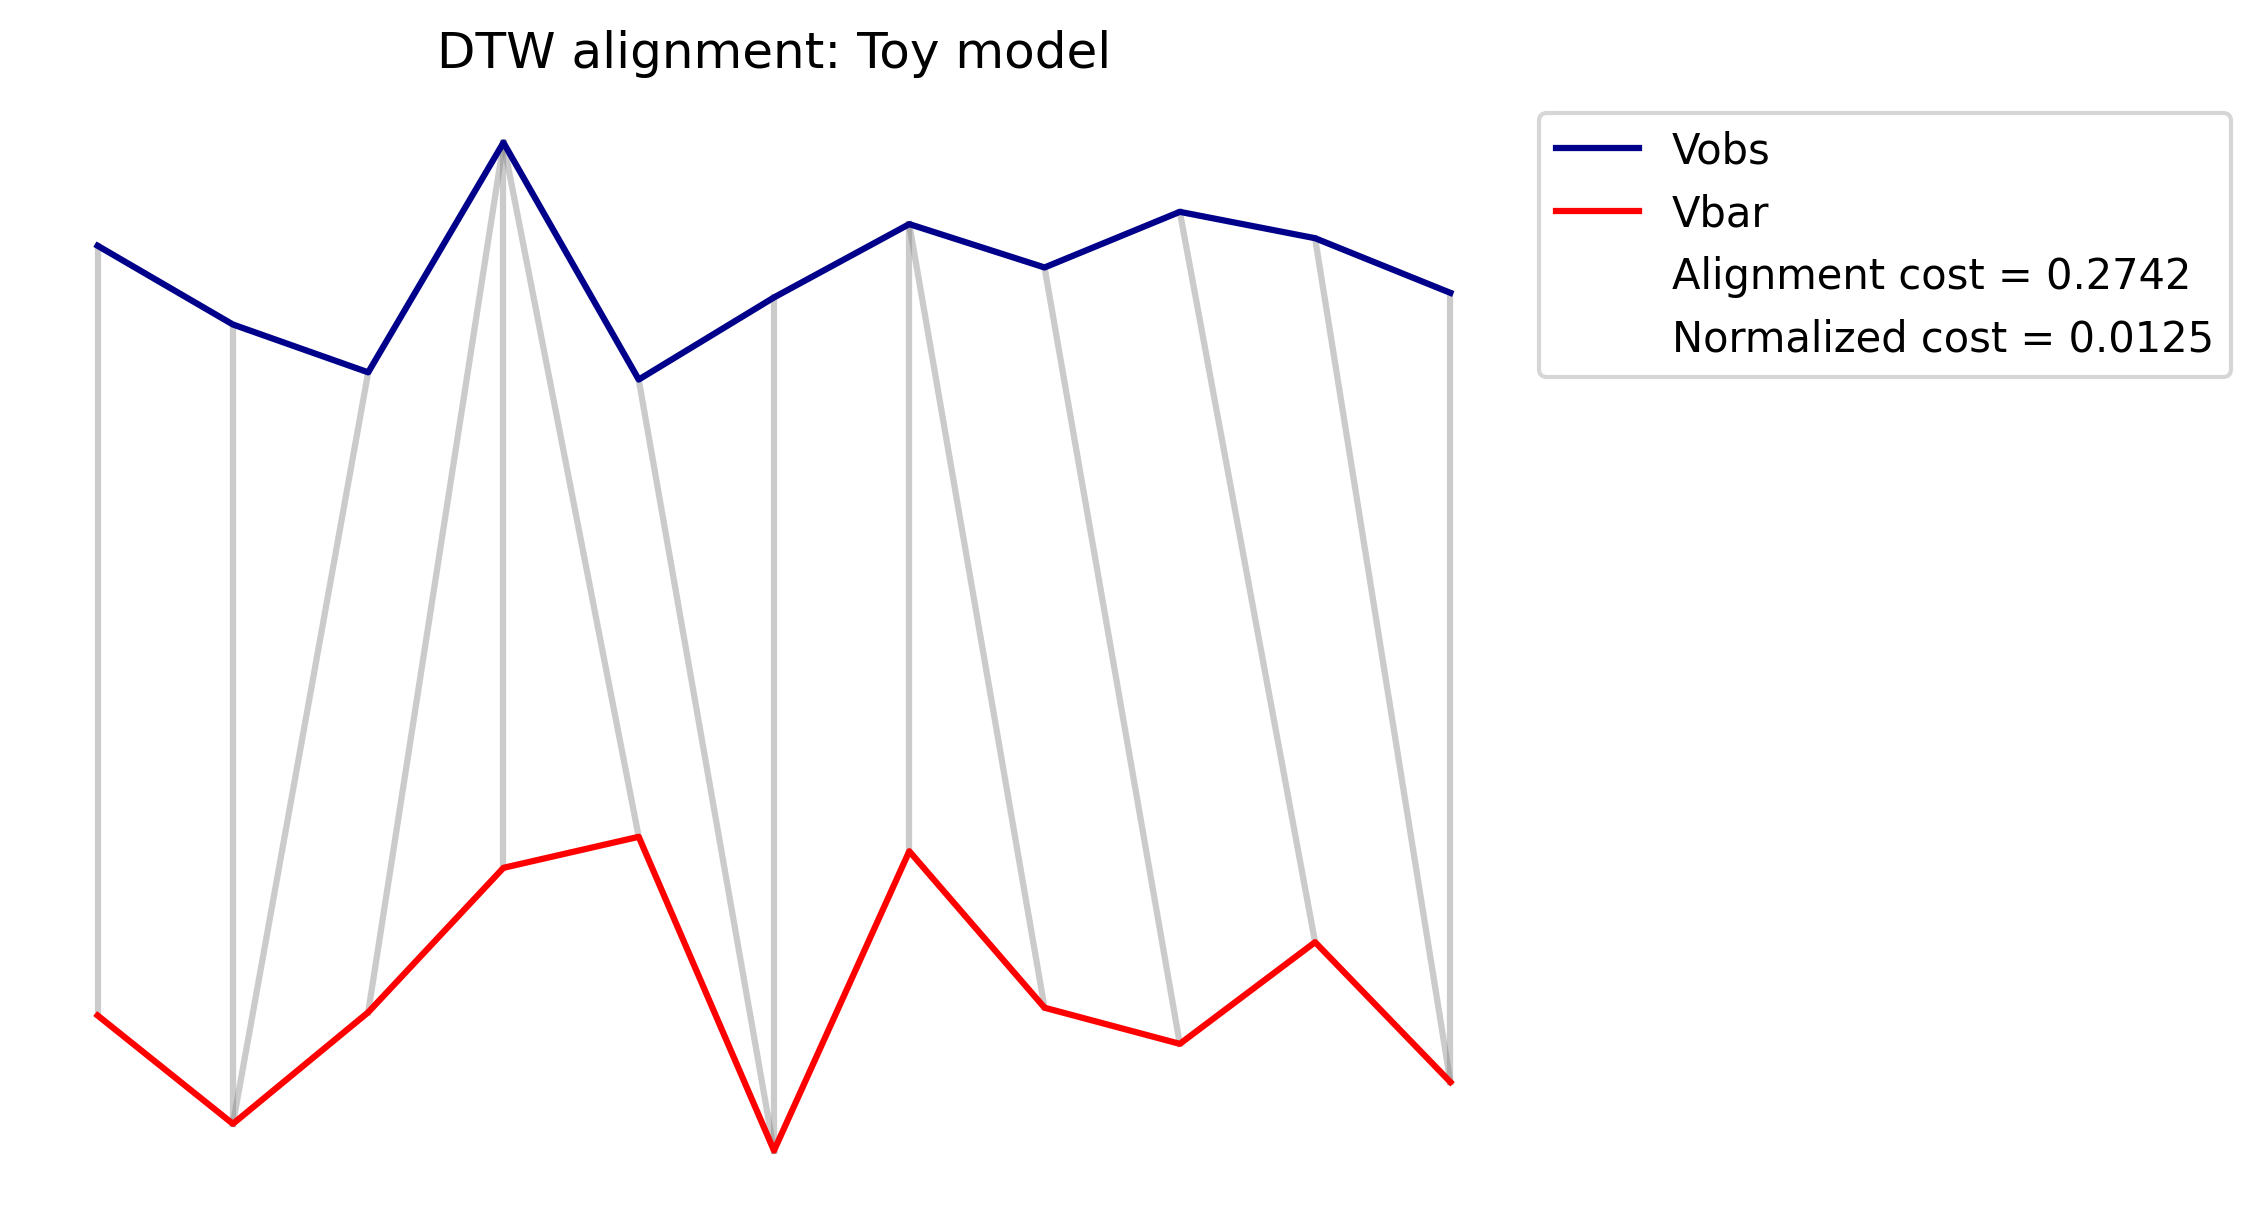 DTW alignment: Toy model
Vobs
Vbar
Alignment cost = 0.2742
Normalized cost = 0.0125